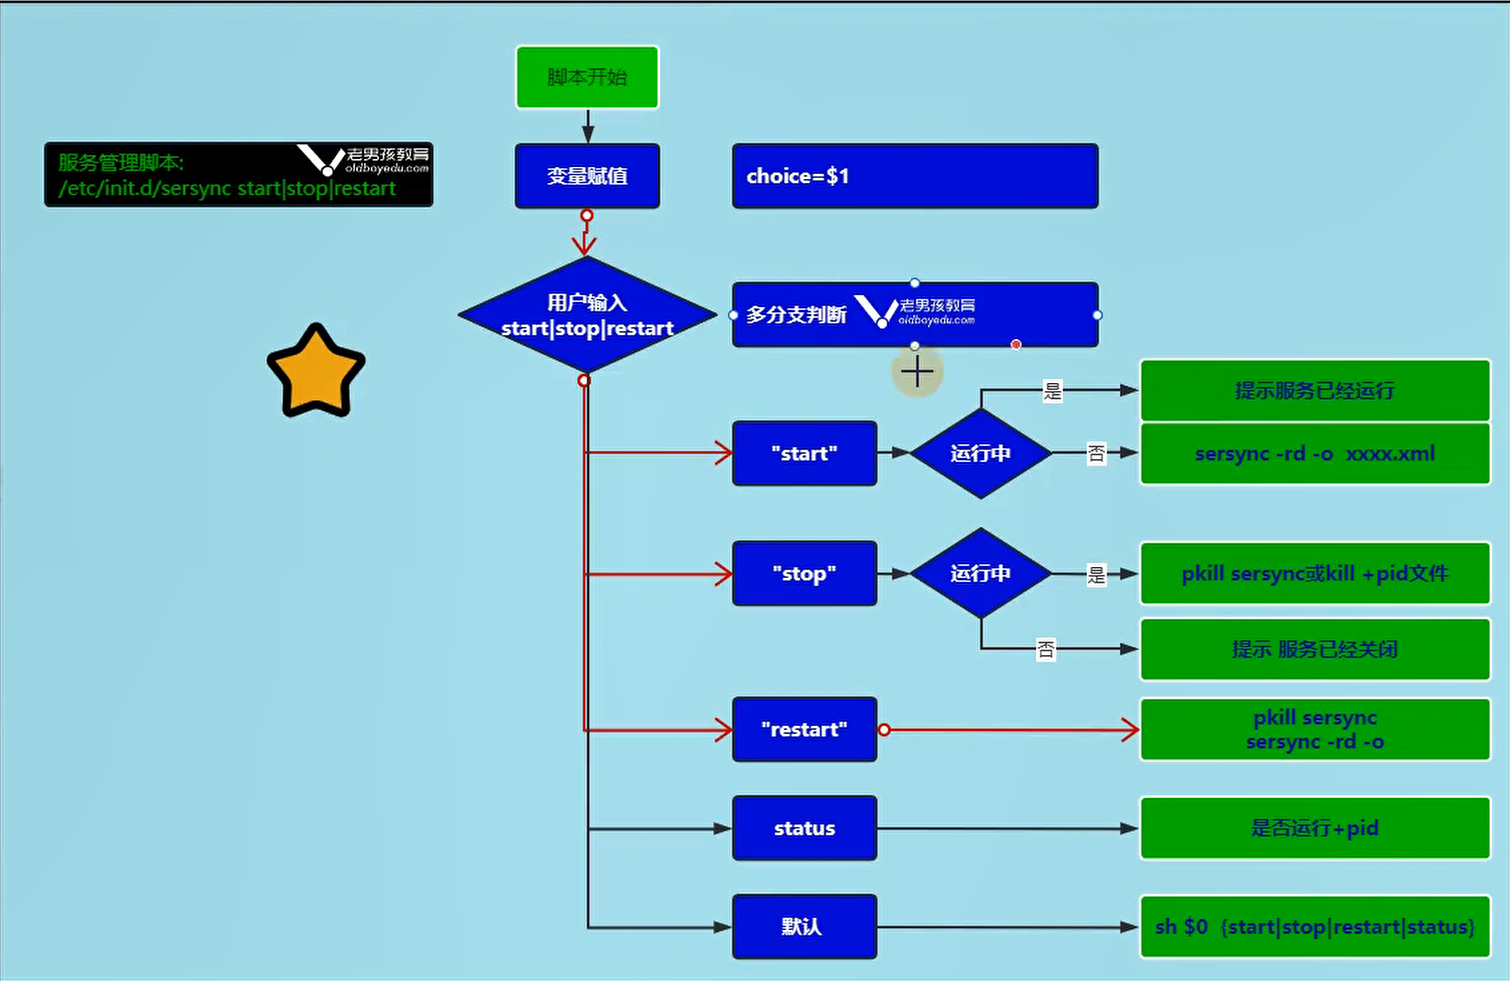 脚本开始
服务管理脚本:
/etc/init.d/sersync start|stop|restart
老男孩教育
oldboyedu.com
变量赋值
choice=$1
用户输入
start|stop|restart
多分支判断
老男孩教育
oldboyedu.com
是
提示服务已经运行
"start"
运行中
否
sersync -rd -o  xxxx.xml
"stop"
运行中
是
pkill sersync或kill +pid文件
否
提示 服务已经关闭
"restart"
pkill sersync
sersync -rd -o
status
是否运行+pid
默认
sh $0  {start|stop|restart|status}